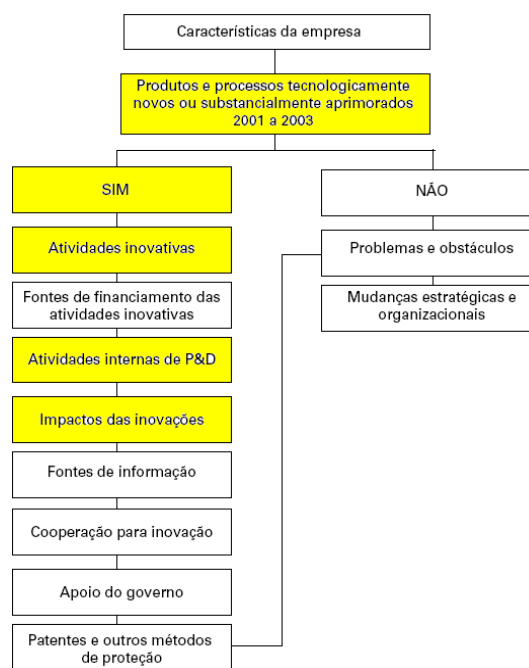 Características da empresa
Produtos e processos tecnologicamente
novos ou substancialmente aprimorados
2001 a 2003
SIM
NÃO
Atividades inovativas
Problemas e obstáculos
Fontes de financiamento das
atividades inovativas
Mudanças estratégicas e
organizacionais
Atividades internas de P&D
Impactos das inovações
Fontes de informação
Cooperação para inovação
Apoio do governo
Patentes e outros métodos
de proteção